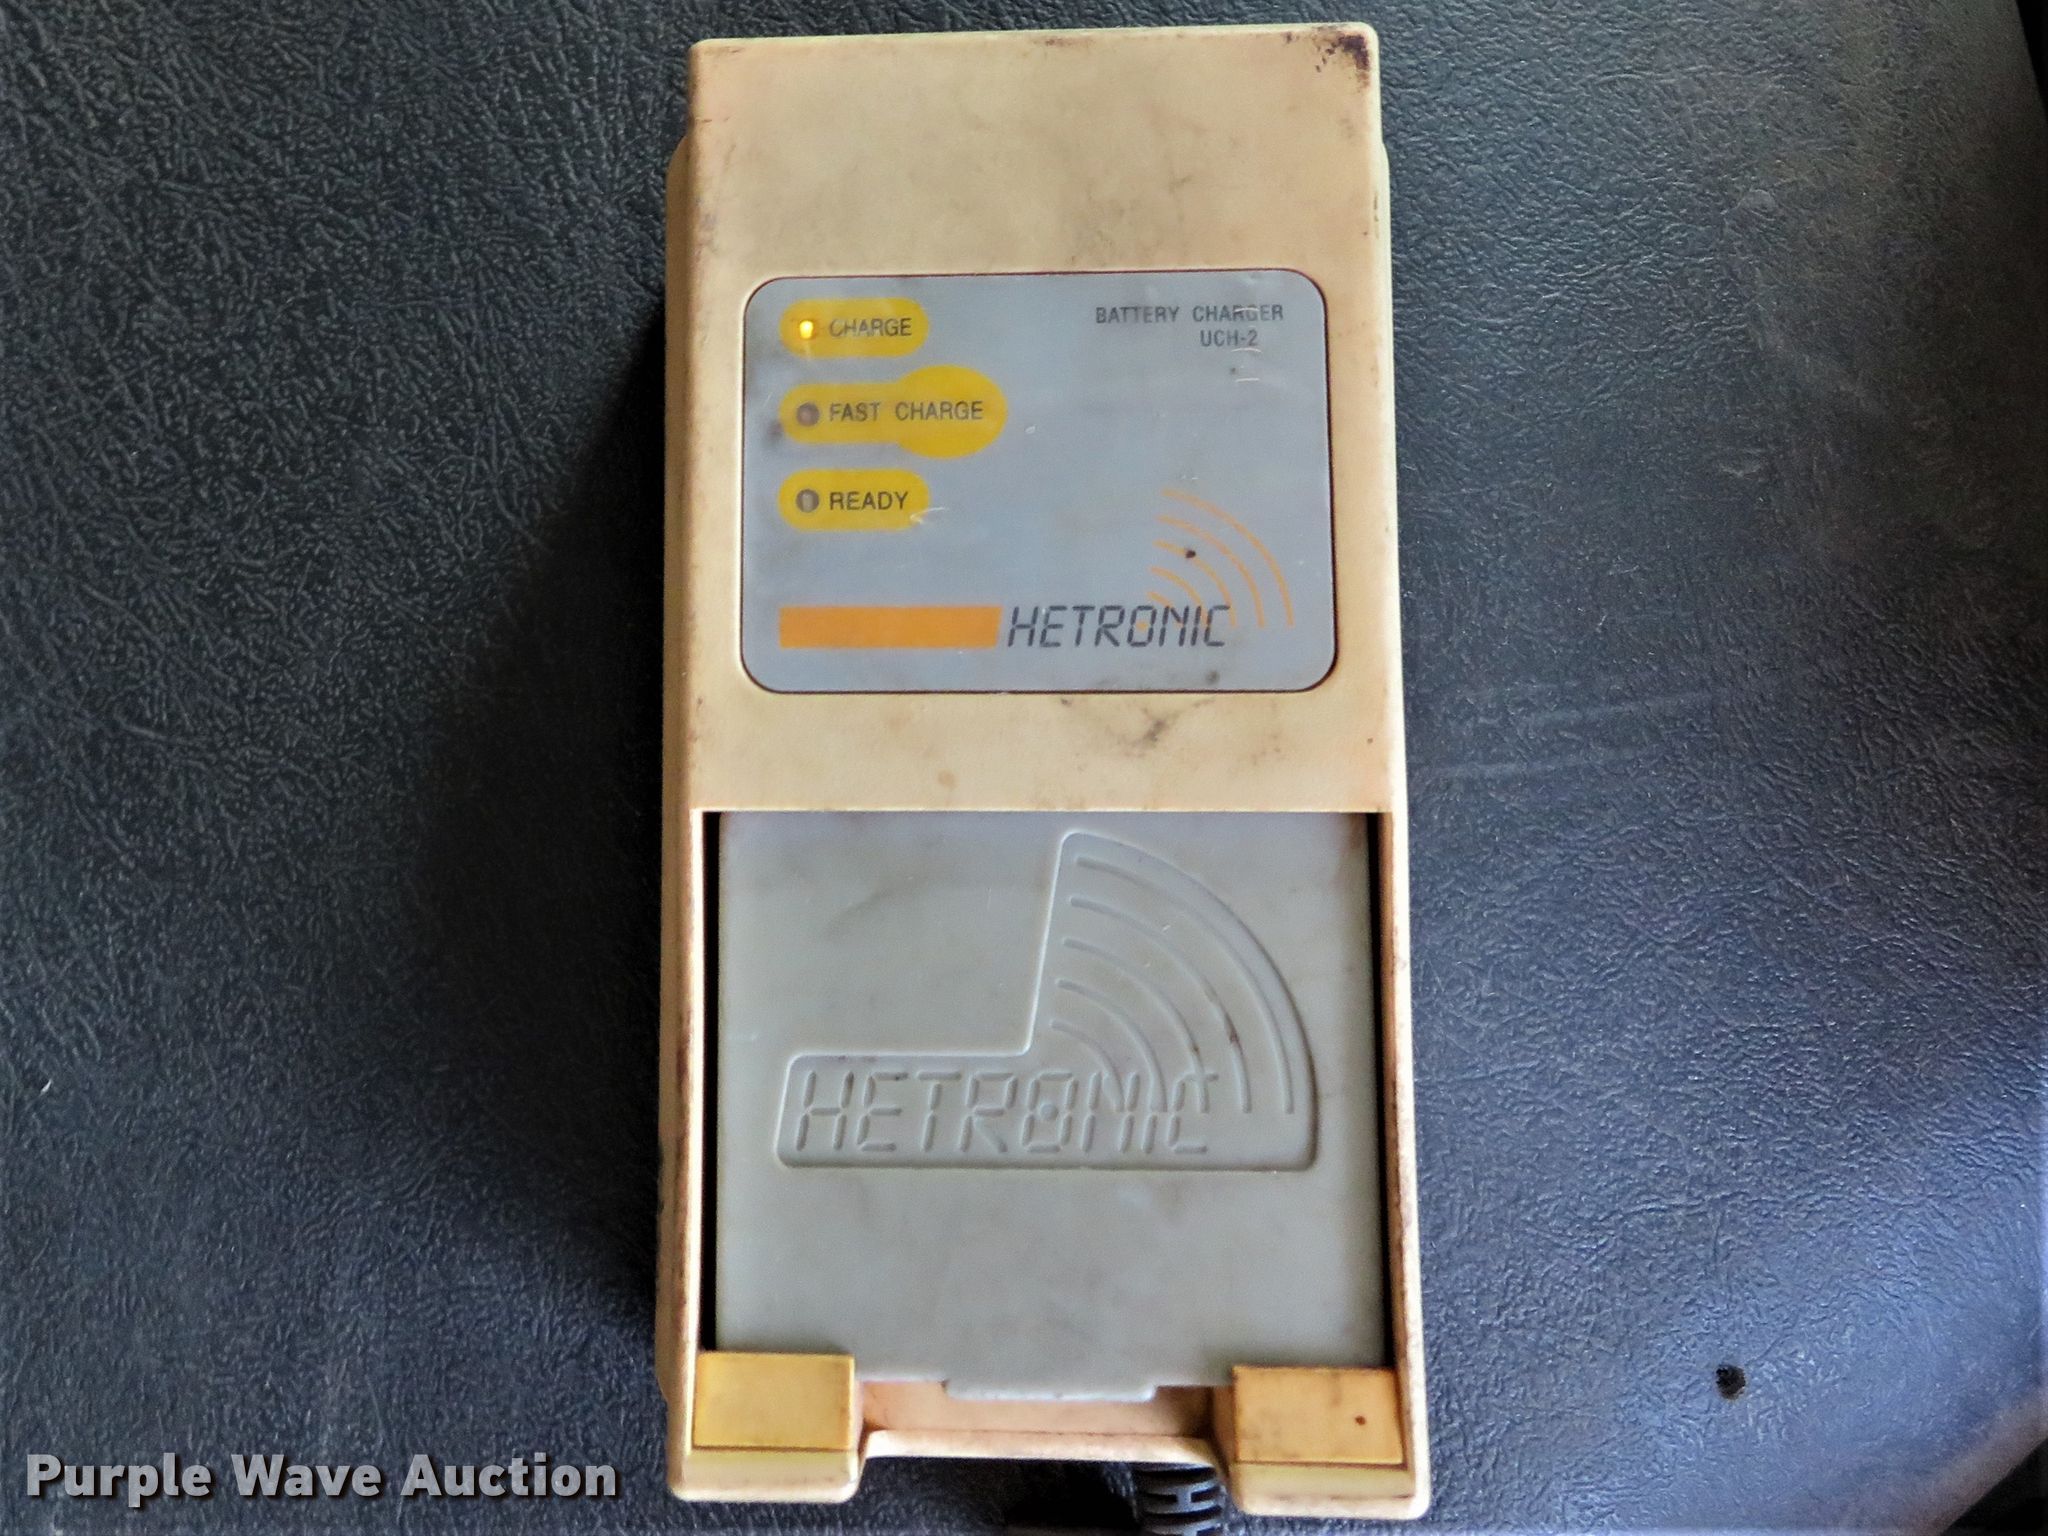 CHARGE
BATTERY CHARGER
UCH-2
FAST CHARGE
READY
HETRONIC
HETRONIC
Purple Wave Auction